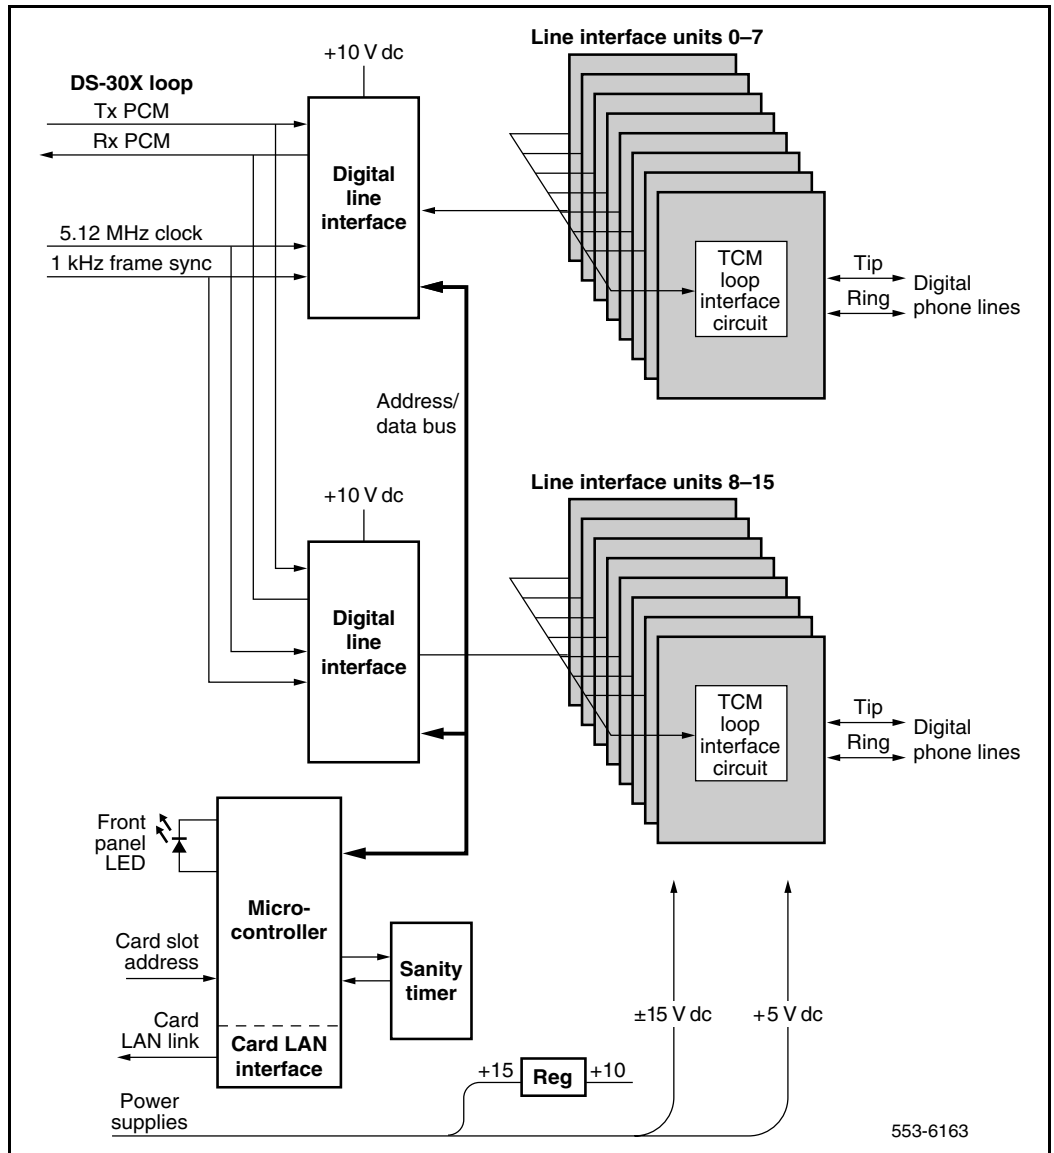 Line interface units 0–7
+10 V dc
DS-30X loop
Tx PCM
Rx PCM
Digital
line
interface
5.12 MHz clock
1 kHz frame sync
TCM
loop
interface
circuit
Tip
Ring
Digital
phone lines
Address/
data bus
Line interface units 8–15
+10 V dc
Digital
line
interface
TCM
loop
interface
circuit
Tip
Ring
Digital
phone lines
Front
panel
LED
Micro-
controller
Card slot
address
Sanity
timer
Card
LAN link
Card LAN
interface
±15 V dc
+5 V dc
+15
Reg
+10
Power
supplies
553-6163